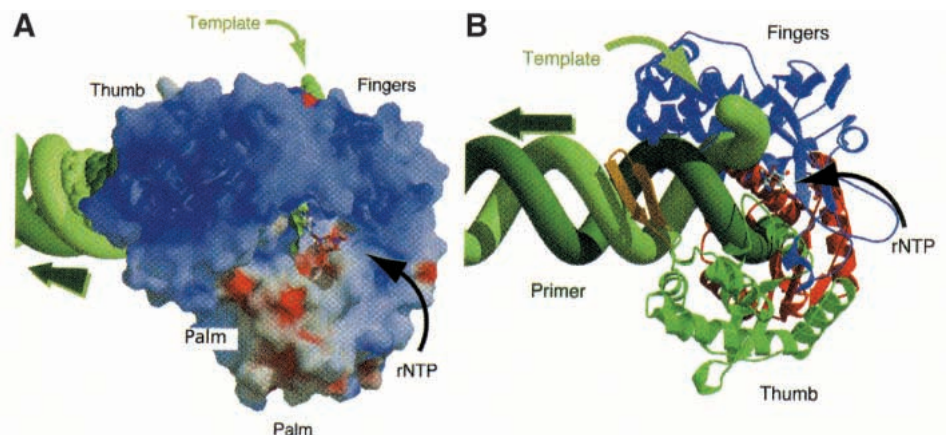 A
Template
Thumb
Fingers
Palm
rNTP
Palm
B
Fingers
Template
rNTP
Primer
Thumb